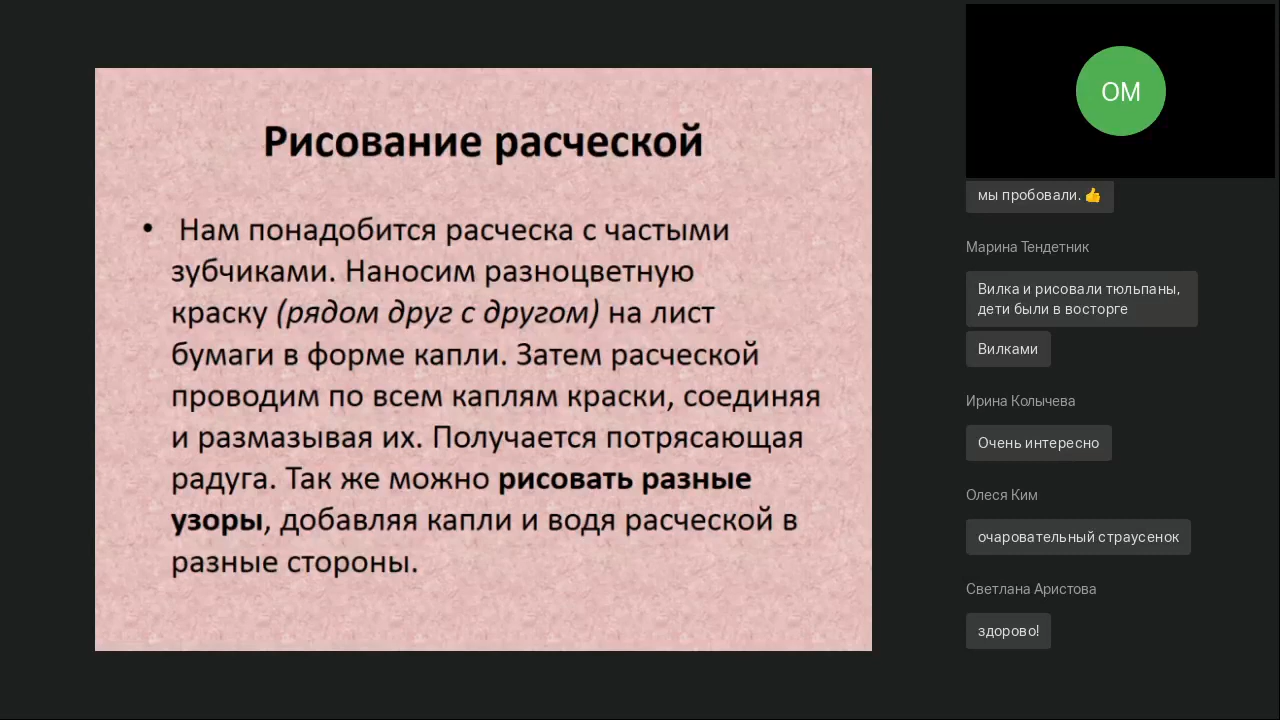 Рисование расческой
• Нам понадобится расческа с частыми
зубчиками. Наносим разноцветную
краску (рядом друг с другом) на лист
бумаги в форме капли. Затем расческой
проводим по всем каплям краски, соединяя
и размазывая их. Получается потрясающая
радуга. Так же можно рисовать разные
узоры, добавляя капли и водя расческой в
разные стороны.
ОМ
мы пробовали. 👍
Марина Тендетник
Вилка и рисовали тюльпаны,
дети были в восторге
Вилками
Ирина Колычева
Очень интересно
Олеся Ким
очаровательный страусенок
Светлана Аристова
здорово!